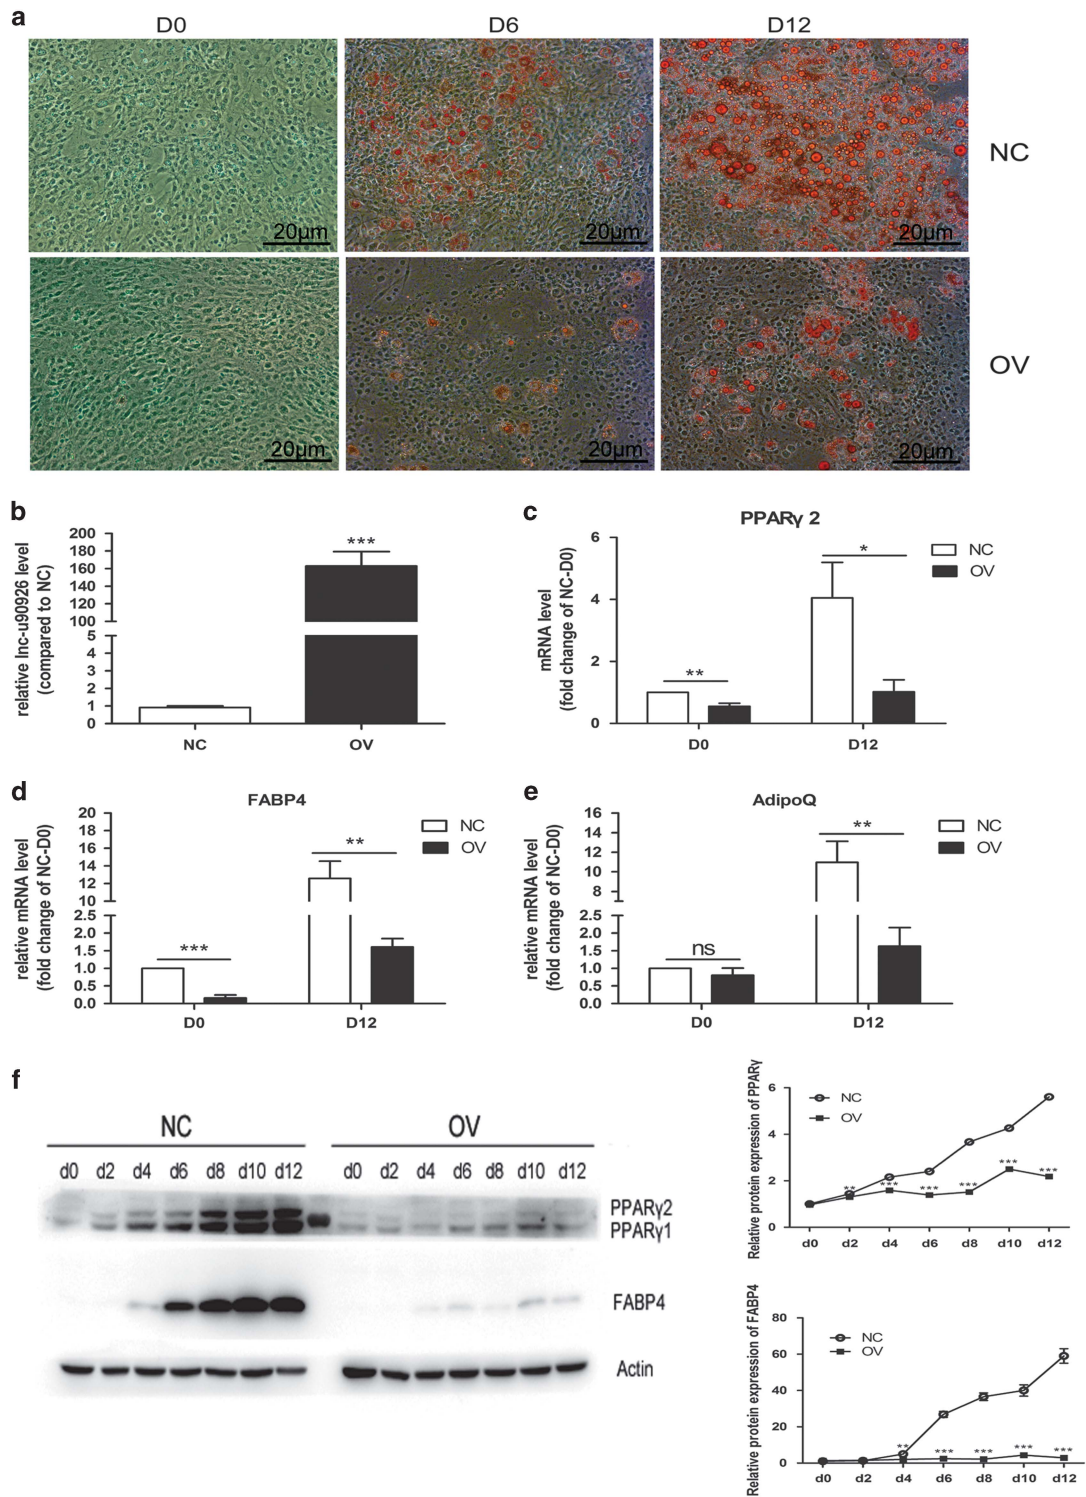 a
D0 D6 D12
20µm 20µm 20µm NC
20µm 20µm 20µm OV
b
relative lnc-u90926 level
(compared to NC)
200
180
160
140
120
100
5
4
3
2
1
0
***
NC OV
c
PPARγ 2
mRNA level
(fold change of NC-D0)
6
4
2
0
**
*
NC
OV
D0 D12
d
FABP4
relative mRNA level
(fold change of NC-D0)
20
18
16
14
12
10
2.5
2.0
1.5
1.0
0.5
0.0
***
**
NC
OV
D0 D12
e
AdipoQ
relative mRNA level
(fold change of NC-D0)
16
14
12
10
8
2.5
2.0
1.5
1.0
0.5
0.0
ns
**
NC
OV
D0 D12
f
NC OV
d0 d2 d4 d6 d8 d10 d12 d0 d2 d4 d6 d8 d10 d12
PPARγ2
PPARγ1
FABP4
Actin
Relative protein expression of PPARγ
6
4
2
0
NC
OV
** *** *** *** *** ***
d0 d2 d4 d6 d8 d10 d12
Relative protein expression of FABP4
80
60
40
20
0
NC
OV
** *** *** *** ***
d0 d2 d4 d6 d8 d10 d12